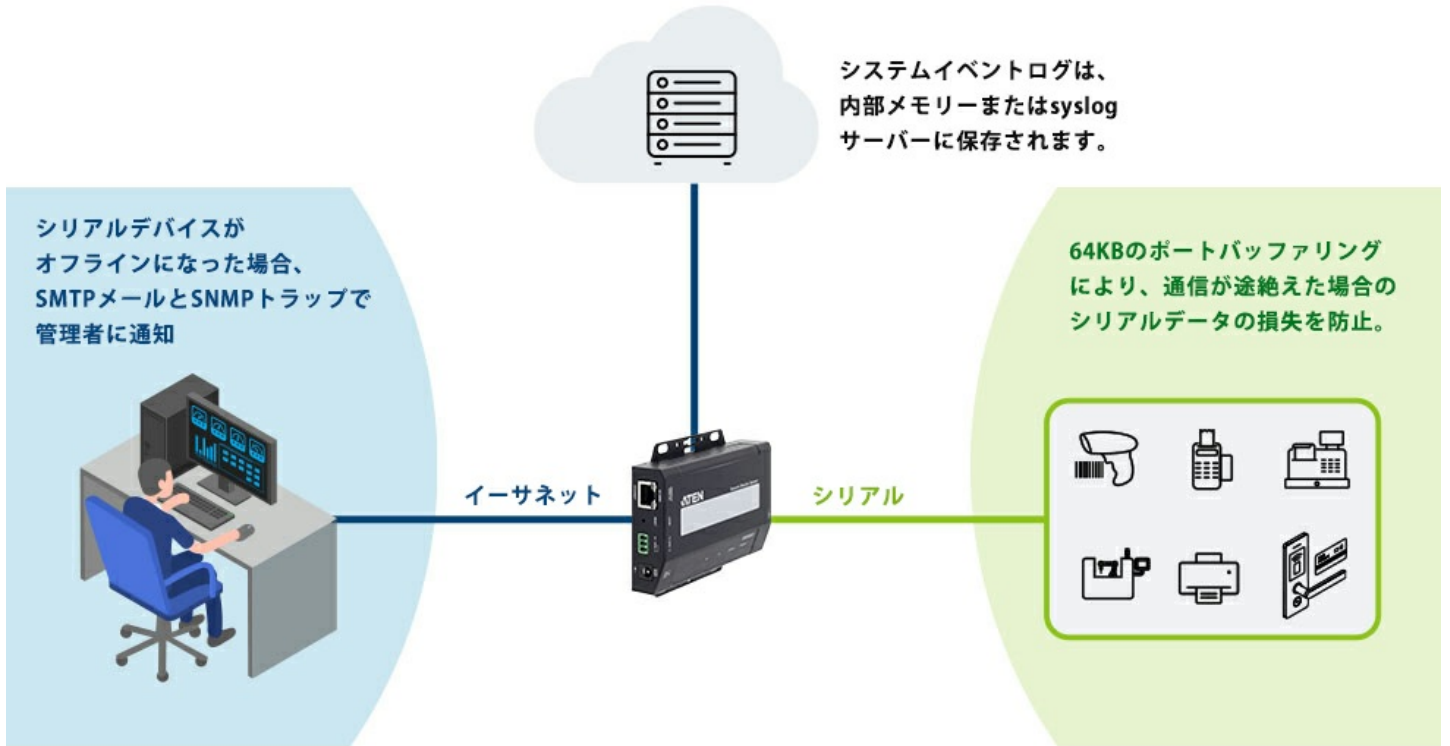 システムイベントログは、
内部メモリーまたはsyslog
サーバーに保存されます。
シリアルデバイスが
オフラインになった場合、
SMTPメールとSNMPトラップで
管理者に通知
64KBのポートバッファリング
により、通信が途絶えた場合の
シリアルデータの損失を防止。
イーサネット
ATEN
シリアル